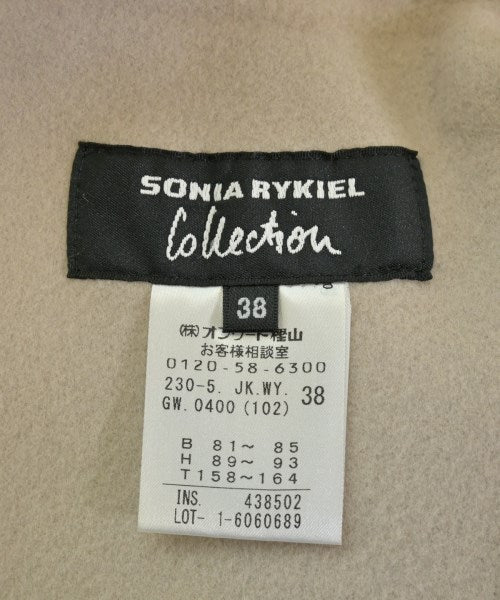 SONIA RYKIEL
Collection
38
(株)オンワード樫山
お客様相談室
0120-58-6300
230-5. JK.WY. 38
GW. 0400 (102)
B 81～ 85
H 89～ 93
T 158～164
INS. 438502
LOT- 1-6060689